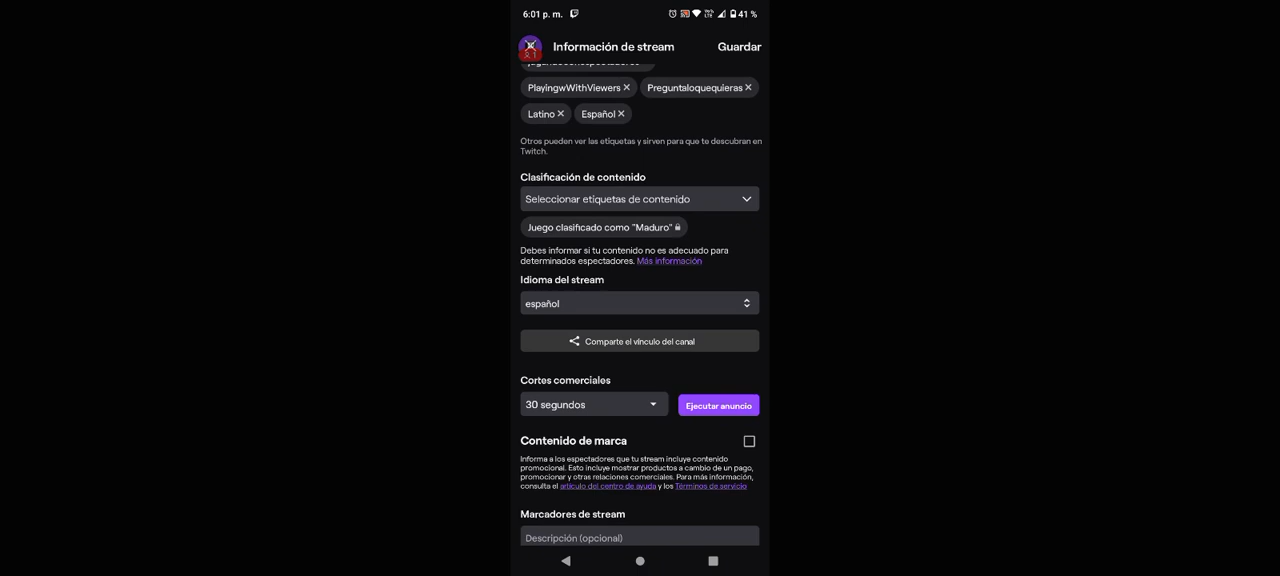 6:01 p. m. 41 %
Información de stream Guardar
PlayingwWithViewers Preguntaloquequieras
Latino Español
Otros pueden ver las etiquetas y sirven para que te descubran en
Twitch.
Clasificación de contenido
Seleccionar etiquetas de contenido
Juego clasificado como "Maduro"
Debes informar si tu contenido no es adecuado para
determinados espectadores. Más información
Idioma del stream
español
Comparte el vínculo del canal
Cortes comerciales
30 segundos Ejecutar anuncio
Contenido de marca
Informa a los espectadores que tu stream incluye contenido
promocional. Esto incluye mostrar productos a cambio de un pago,
promocionar y otras relaciones comerciales. Para más información,
consulta el artículo del centro de ayuda y los Términos de servicio
Marcadores de stream
Descripción (opcional)